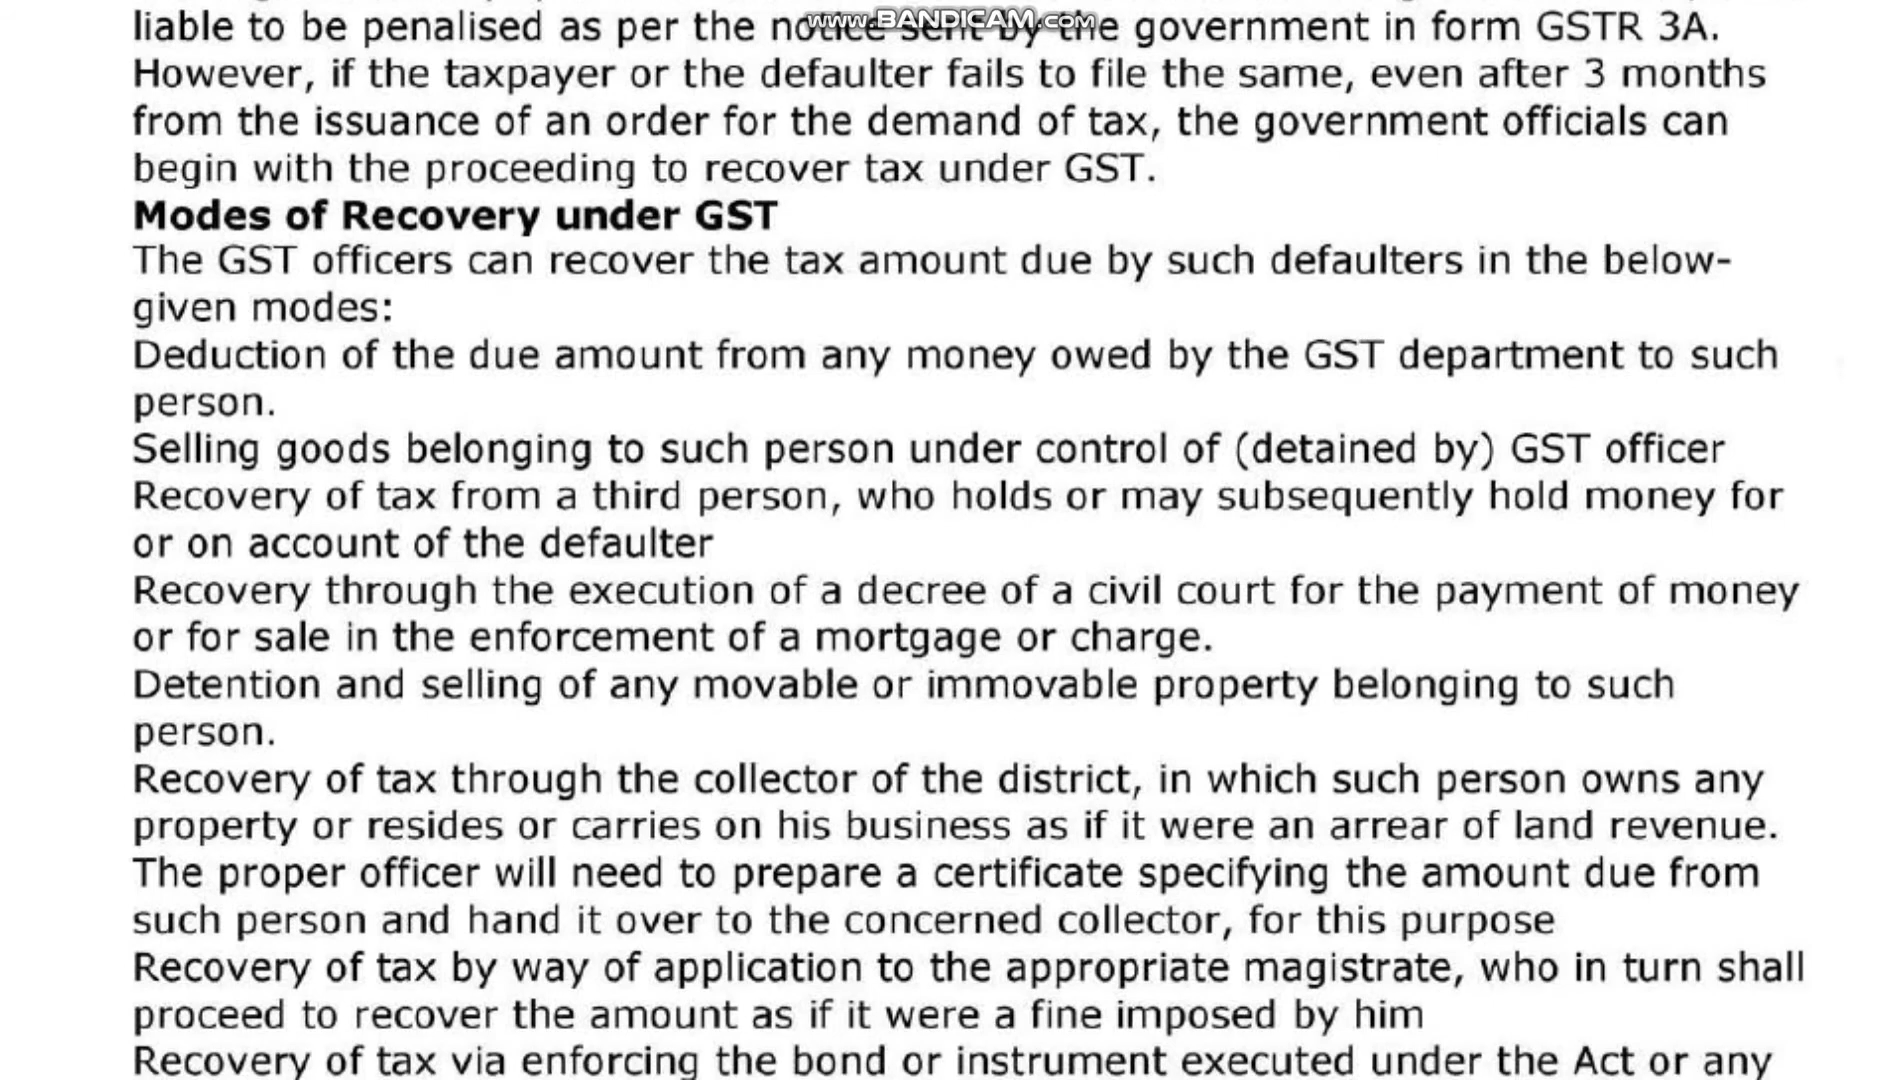 www.BANDICAM.com
liable to be penalised as per the notice sent by the government in form GSTR 3A.
However, if the taxpayer or the defaulter fails to file the same, even after 3 months
from the issuance of an order for the demand of tax, the government officials can
begin with the proceeding to recover tax under GST.
Modes of Recovery under GST
The GST officers can recover the tax amount due by such defaulters in the below-
given modes:
Deduction of the due amount from any money owed by the GST department to such
person.
Selling goods belonging to such person under control of (detained by) GST officer
Recovery of tax from a third person, who holds or may subsequently hold money for
or on account of the defaulter
Recovery through the execution of a decree of a civil court for the payment of money
or for sale in the enforcement of a mortgage or charge.
Detention and selling of any movable or immovable property belonging to such
person.
Recovery of tax through the collector of the district, in which such person owns any
property or resides or carries on his business as if it were an arrear of land revenue.
The proper officer will need to prepare a certificate specifying the amount due from
such person and hand it over to the concerned collector, for this purpose
Recovery of tax by way of application to the appropriate magistrate, who in turn shall
proceed to recover the amount as if it were a fine imposed by him
Recovery of tax via enforcing the bond or instrument executed under the Act or any